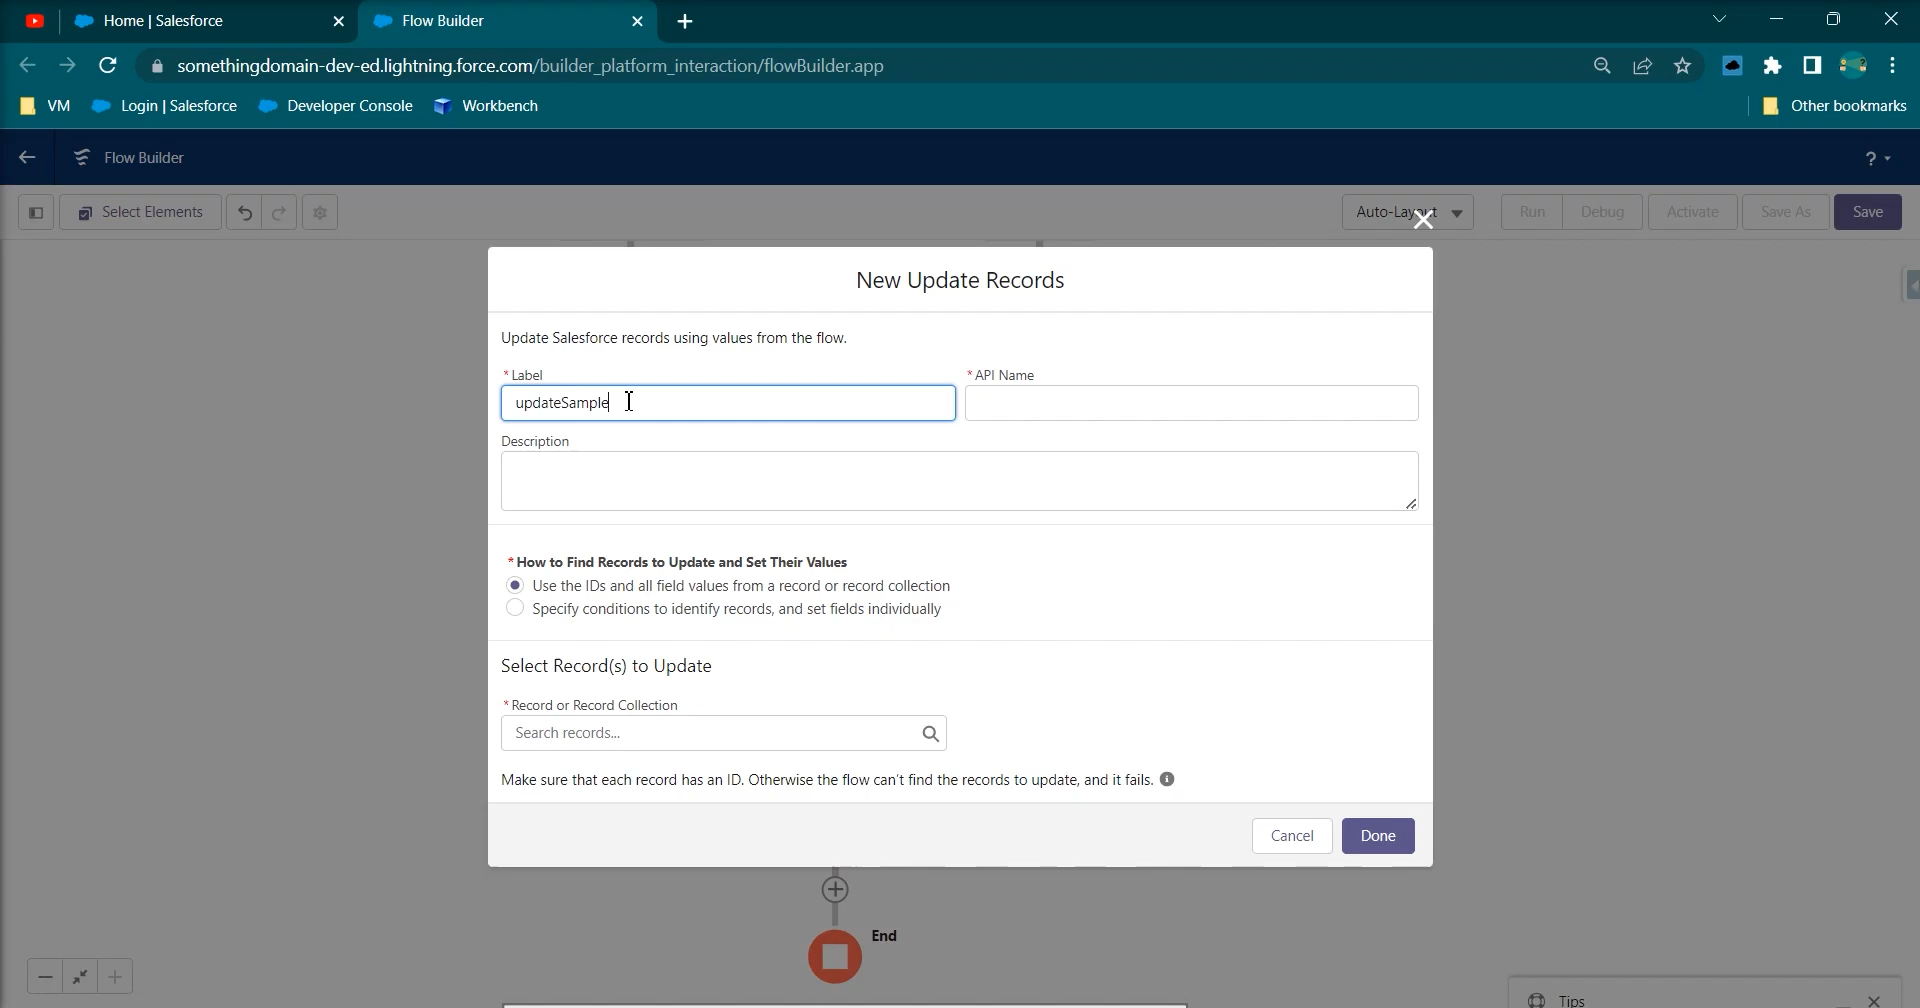 Home | Salesforce
Flow Builder
somethingdomain-dev-ed.lightning.force.com/builder_platform_interaction/flowBuilder.app
VM
Login | Salesforce
Developer Console
Workbench
Other bookmarks
Flow Builder
?
Select Elements
Auto-Layout
Run
Debug
Activate
Save As
Save
New Update Records
Update Salesforce records using values from the flow.
* Label
* API Name
updateSample
Description
* How to Find Records to Update and Set Their Values
Use the IDs and all field values from a record or record collection
Specify conditions to identify records, and set fields individually
Select Record(s) to Update
* Record or Record Collection
Search records...
Make sure that each record has an ID. Otherwise the flow can't find the records to update, and it fails.
Cancel
Done
End
Tips